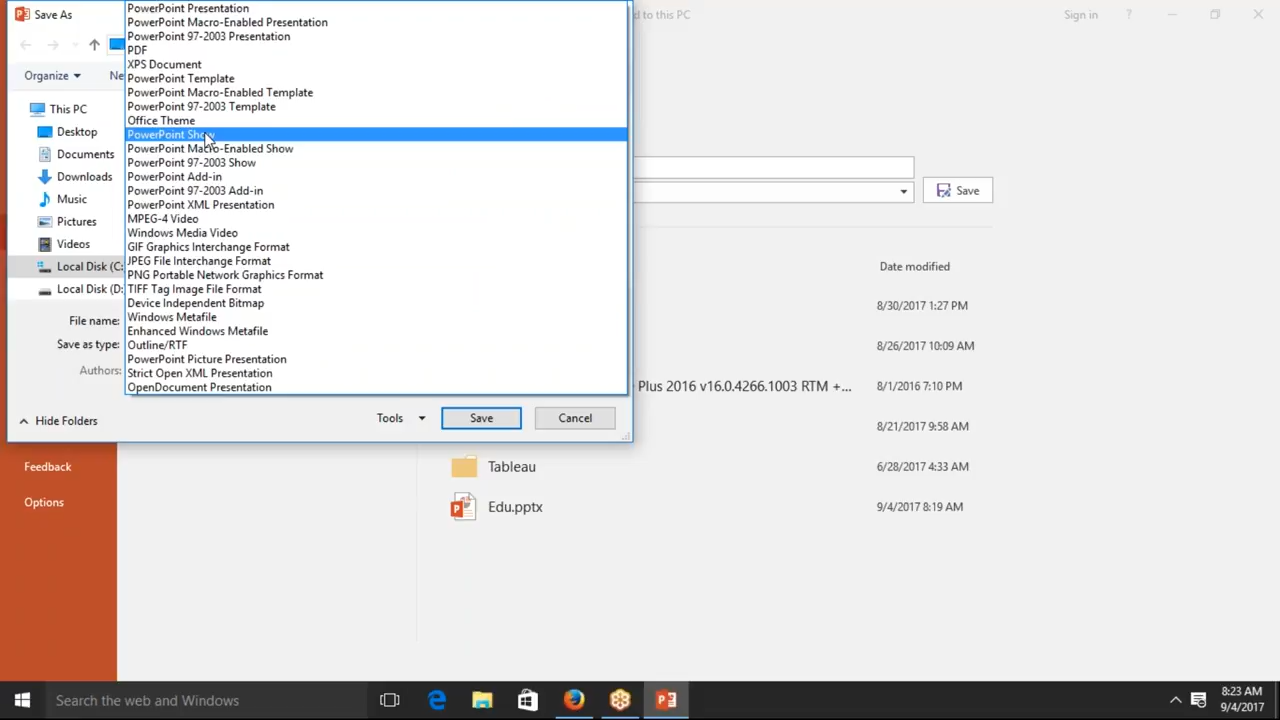 Save As
d to this PC
Sign in
?
Organize
Ne
PowerPoint Presentation
PowerPoint Macro-Enabled Presentation
PowerPoint 97-2003 Presentation
PDF
XPS Document
PowerPoint Template
PowerPoint Macro-Enabled Template
PowerPoint 97-2003 Template
Office Theme
PowerPoint Show
PowerPoint Macro-Enabled Show
PowerPoint 97-2003 Show
PowerPoint Add-in
PowerPoint 97-2003 Add-in
PowerPoint XML Presentation
MPEG-4 Video
Windows Media Video
GIF Graphics Interchange Format
JPEG File Interchange Format
PNG Portable Network Graphics Format
TIFF Tag Image File Format
Device Independent Bitmap
Windows Metafile
Enhanced Windows Metafile
Outline/RTF
PowerPoint Picture Presentation
Strict Open XML Presentation
OpenDocument Presentation
This PC
Desktop
Documents
Downloads
Music
Pictures
Videos
Local Disk (C:
Local Disk (D:
File name:
Save as type:
Authors:
Hide Folders
Tools
Save
Cancel
Save
Date modified
8/30/2017 1:27 PM
8/26/2017 10:09 AM
Plus 2016 v16.0.4266.1003 RTM +... 8/1/2016 7:10 PM
8/21/2017 9:58 AM
Tableau 6/28/2017 4:33 AM
Edu.pptx 9/4/2017 8:19 AM
Feedback
Options
Search the web and Windows
8:23 AM
9/4/2017